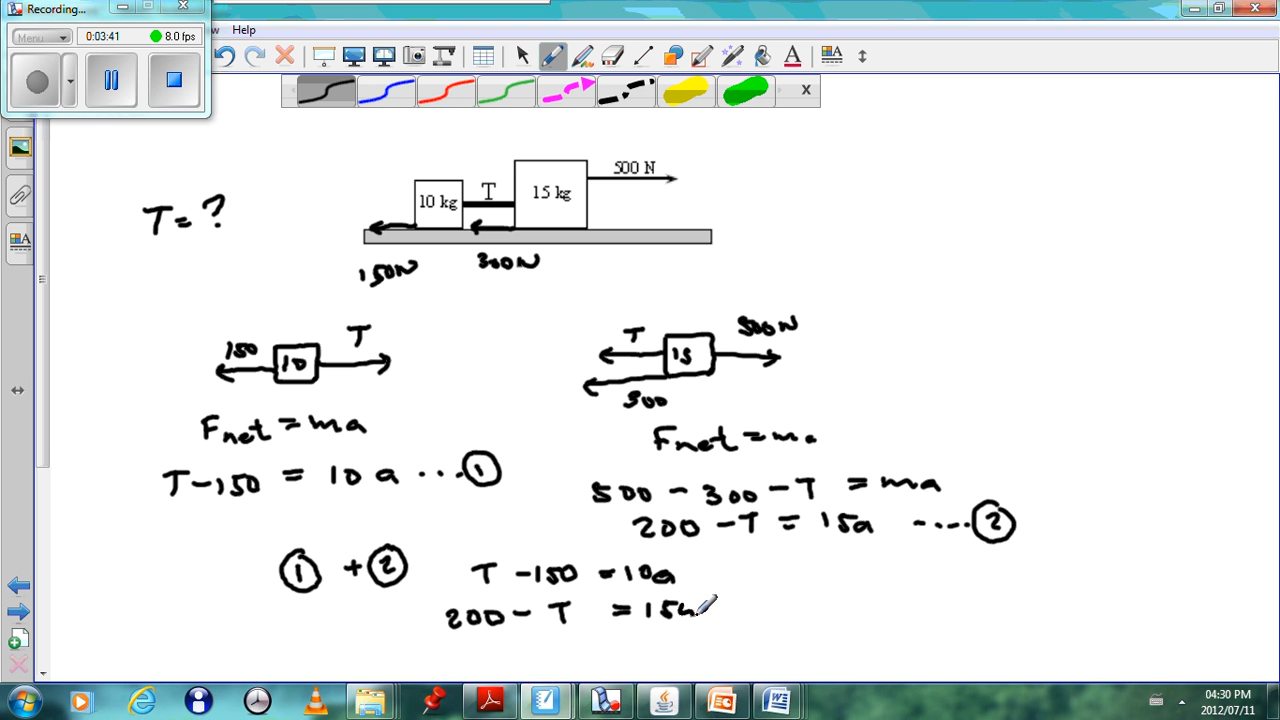 Recording...
Menu
0:03:41
8.0 fps
Help
x
500 N
T
10 kg
15 kg
T = ?
150N
300N
150
T
10
T
500N
15
300
Fnet = ma
Fnet = ma
T - 150 = 10 a ....①
500 - 300 - T = ma
200 - T = 15a ....②
① + ②
T - 150 = 10a
200 - T = 15a
04:30 PM
2012/07/11